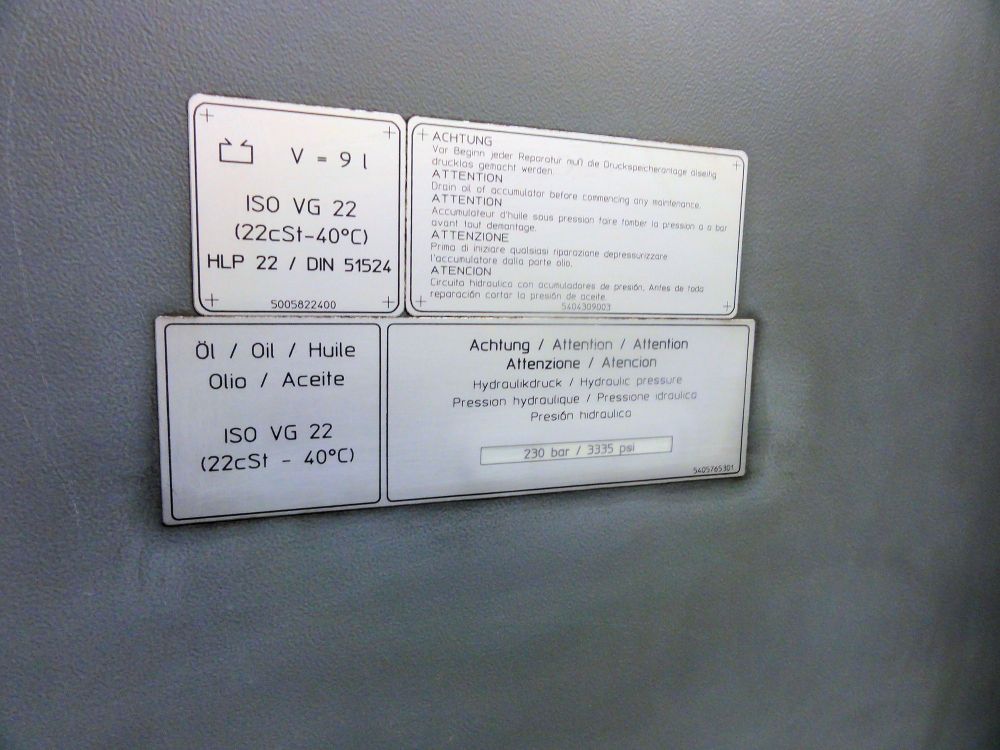 V = 9 l
ISO VG 22
(22cSt-40°C)
HLP 22 / DIN 51524
5005822400
ACHTUNG
Vor Beginn jeder Reparatur muß die Druckspeicheranlage alseitig
drucklos gemacht werden.
ATTENTION
Drain oil of accumulator before commencing any maintenance.
ATTENTION
Accumulateur d'huile sous pression faire tomber la pression a o bar
avant tout demontage.
ATTENZIONE
Prima di iniziare qualsiasi riparazione depressurizzare
l'accumulatore dalla parte olio.
ATENCION
Circuito hidraulico con acumuladores de presión. Antes de toda
reparación cortar la presión de aceite.
5404309003
Öl / Oil / Huile
Olio / Aceite
ISO VG 22
(22cSt - 40°C)
Achtung / Attention / Attention
Attenzione / Atencion
Hydraulikdruck / Hydraulic pressure
Pression hydraulique / Pressione idraulica
Presión hidraulica
230 bar / 3335 psi
5405765301